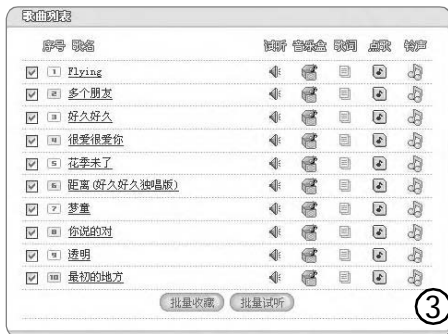 歌曲列表
序号 歌名 试听 音乐盒 歌词 点歌 铃声
1 Flying
2 多个朋友
3 好久好久
4 很爱很爱你
5 花季未了
6 距离(好久好久独唱版)
7 梦童
8 你说的对
9 透明
10 最初的地方
批量收藏 批量试听
③